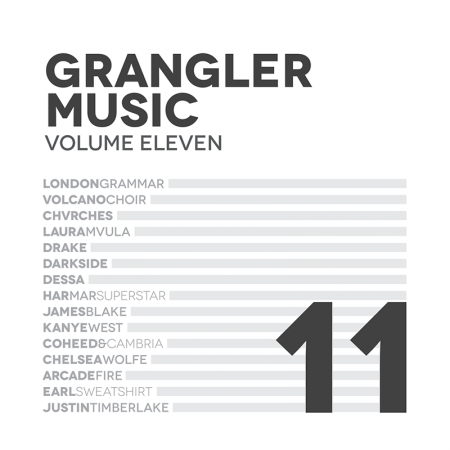 GRANGLER
MUSIC
VOLUME ELEVEN
LONDONGRAMMAR
VOLCANOCHOIR
CHVRCHES
LAURAMVULA
DRAKE
DARKSIDE
DESSA
HARMARSUPERSTAR
JAMESBLAKE
KANYEWEST
COHEED&CAMBRIA
CHELSEAWOLFE
ARCADEFIRE
EARLSWEATSHIRT
JUSTINTIMBERLAKE
11